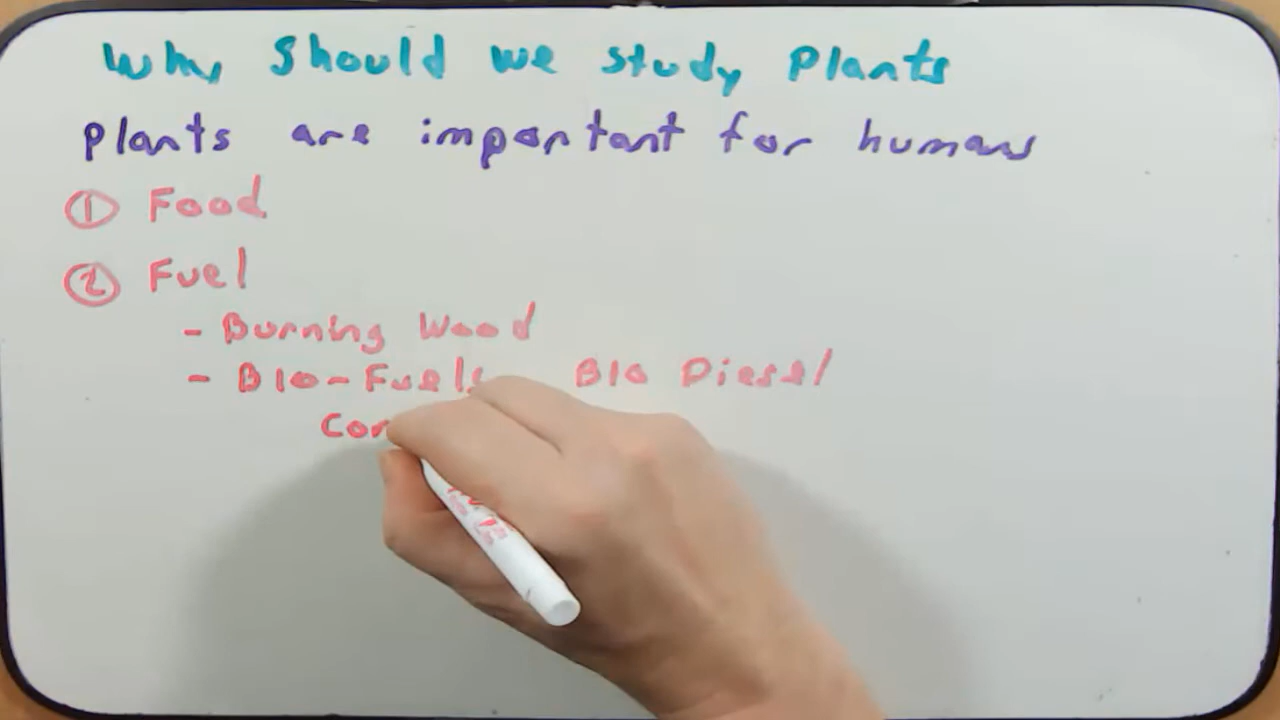 Why Should we study Plants
plants are important for humans
① Food
② Fuel
- Burning Wood
- Bio-Fuels Bio Diesel
Cor